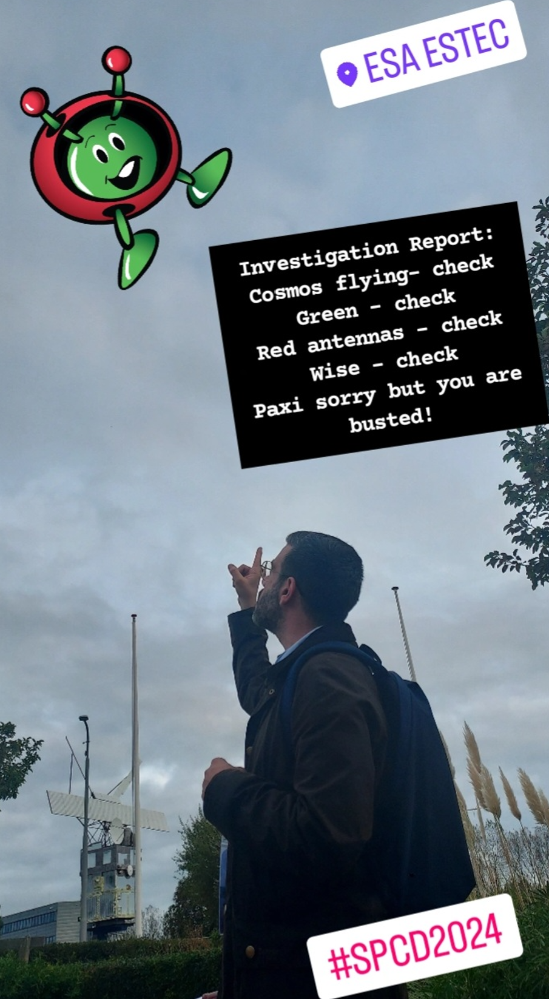 ESA ESTEC
Investigation Report:
Cosmos flying- check
Green - check
Red antennas - check
Wise - check
Paxi sorry but you are
busted!
#SPCD2024